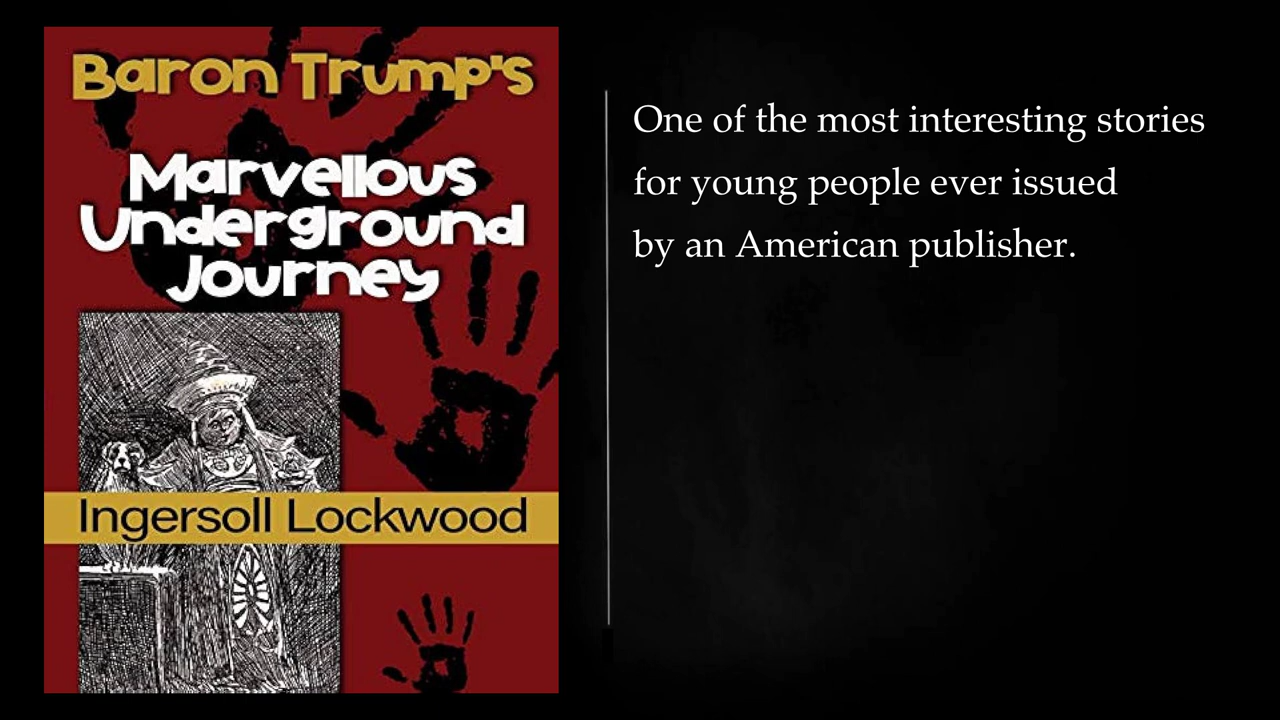 Baron Trump's
Marvellous
Underground
Journey
Ingersoll Lockwood
One of the most interesting stories
for young people ever issued
by an American publisher.